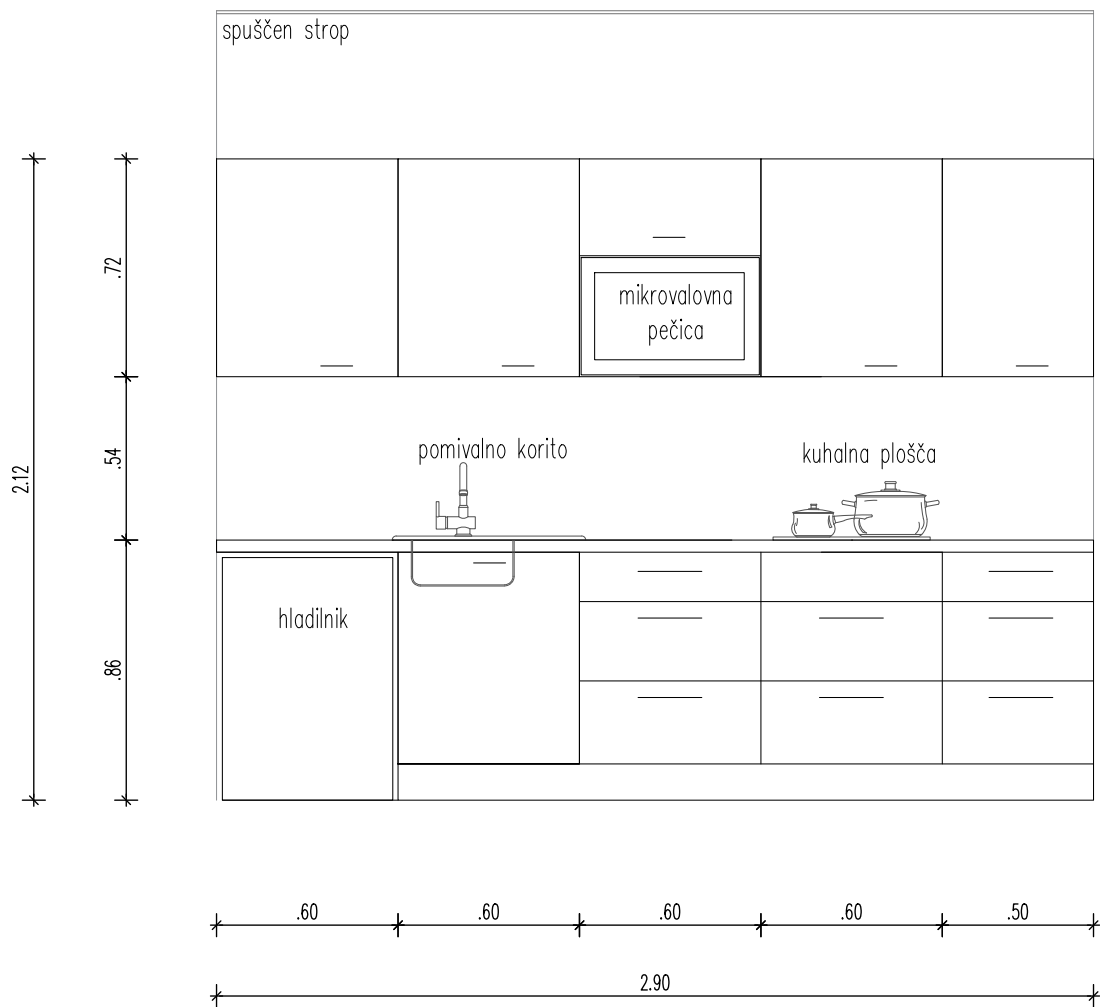 spuščen strop
mikrovalovna
pečica
.72
pomivalno korito
kuhalna plošča
.54
2.12
hladilnik
.86
.60
.60
.60
.60
.50
2.90